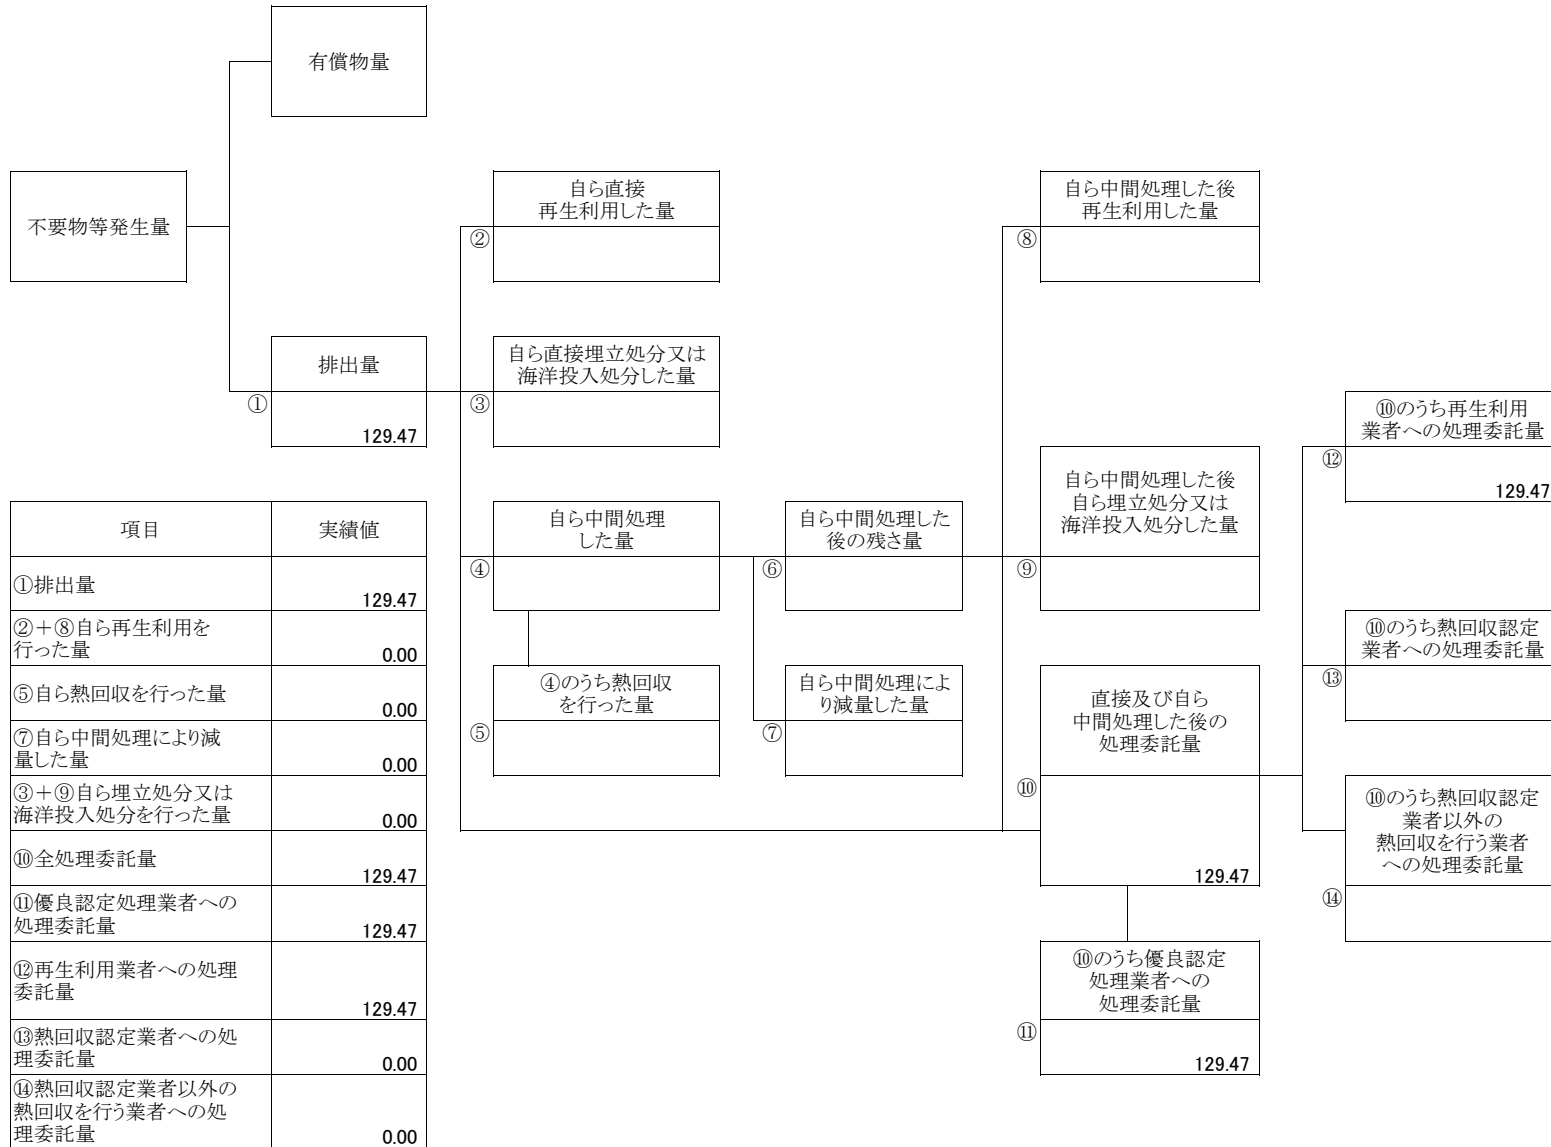 有償物量
不要物等発生量
自ら直接
再生利用した量
②
自ら中間処理した後
再生利用した量
⑧
排出量
①
129.47
自ら直接埋立処分又は
海洋投入処分した量
③
⑩のうち再生利用
業者への処理委託量
⑫
129.47
自ら中間処理
した量
④
自ら中間処理した
後の残さ量
⑥
自ら中間処理した後
自ら埋立処分又は
海洋投入処分した量
⑨
④のうち熱回収
を行った量
⑤
自ら中間処理によ
り減量した量
⑦
直接及び自ら
中間処理した後の
処理委託量
⑩
129.47
⑩のうち熱回収認定
業者への処理委託量
⑬
⑩のうち熱回収認定
業者以外の
熱回収を行う業者
への処理委託量
⑭
⑩のうち優良認定
処理業者への
処理委託量
⑪
129.47
項目 実績値
①排出量 129.47
②+⑧自ら再生利用を
行った量 0.00
⑤自ら熱回収を行った量 0.00
⑦自ら中間処理により減
量した量 0.00
③+⑨自ら埋立処分又は
海洋投入処分を行った量 0.00
⑩全処理委託量 129.47
⑪優良認定処理業者への
処理委託量 129.47
⑫再生利用業者への処理
委託量 129.47
⑬熱回収認定業者への処
理委託量 0.00
⑭熱回収認定業者以外の
熱回収を行う業者への処
理委託量 0.00